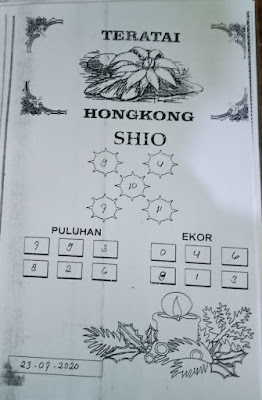 TERATAI
HONGKONG
SHIO
9 4
10
7 11
PULUHAN EKOR
7 9 3 0 4 6
8 2 6 9 1 3
23-07-2020